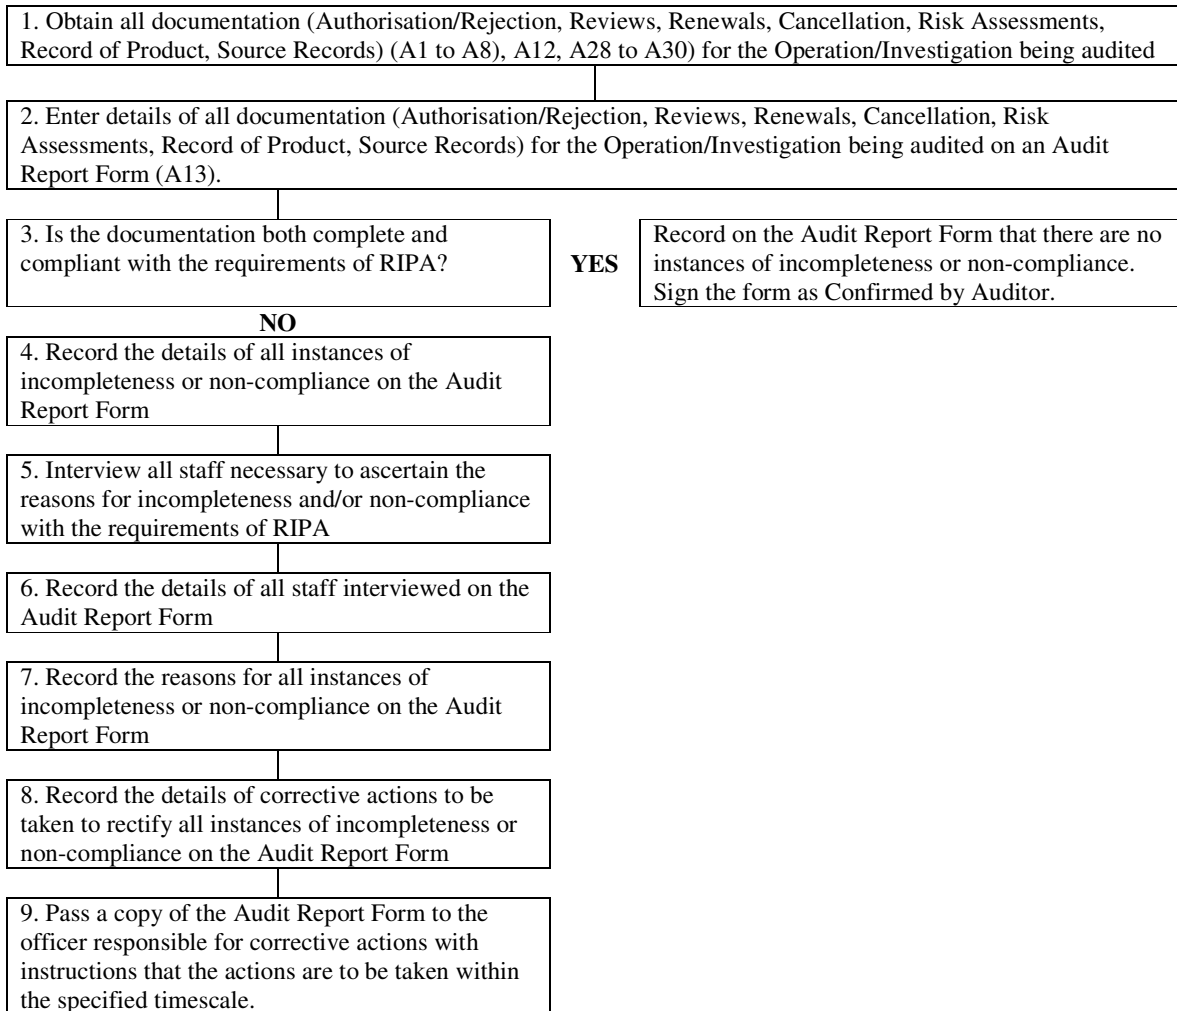 1. Obtain all documentation (Authorisation/Rejection, Reviews, Renewals, Cancellation, Risk Assessments,
Record of Product, Source Records) (A1 to A8), A12, A28 to A30) for the Operation/Investigation being audited
2. Enter details of all documentation (Authorisation/Rejection, Reviews, Renewals, Cancellation, Risk
Assessments, Record of Product, Source Records) for the Operation/Investigation being audited on an Audit
Report Form (A13).
3. Is the documentation both complete and
compliant with the requirements of RIPA?
YES
Record on the Audit Report Form that there are no
instances of incompleteness or non-compliance.
Sign the form as Confirmed by Auditor.
NO
4. Record the details of all instances of
incompleteness or non-compliance on the Audit
Report Form
5. Interview all staff necessary to ascertain the
reasons for incompleteness and/or non-compliance
with the requirements of RIPA
6. Record the details of all staff interviewed on the
Audit Report Form
7. Record the reasons for all instances of
incompleteness or non-compliance on the Audit
Report Form
8. Record the details of corrective actions to be
taken to rectify all instances of incompleteness or
non-compliance on the Audit Report Form
9. Pass a copy of the Audit Report Form to the
officer responsible for corrective actions with
instructions that the actions are to be taken within
the specified timescale.